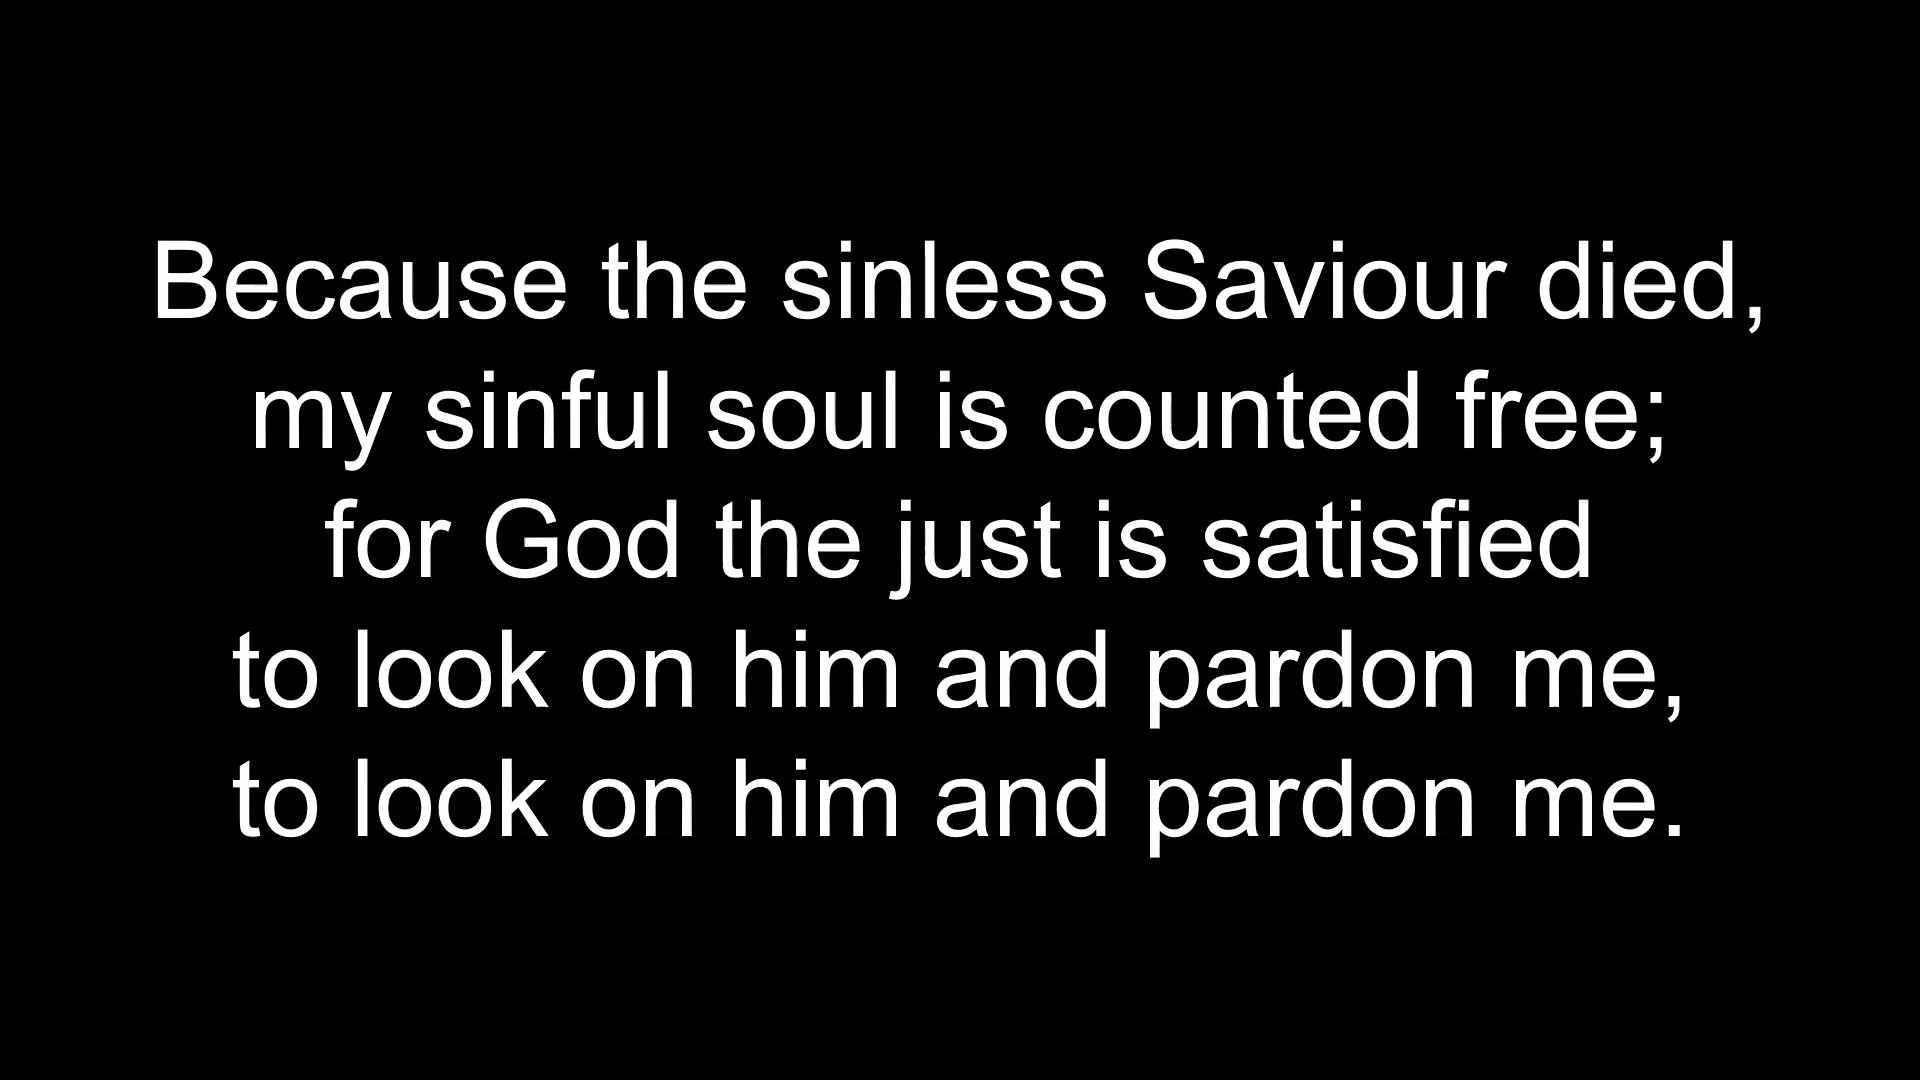 Because the sinless Saviour died,
my sinful soul is counted free;
for God the just is satisfied
to look on him and pardon me,
to look on him and pardon me.